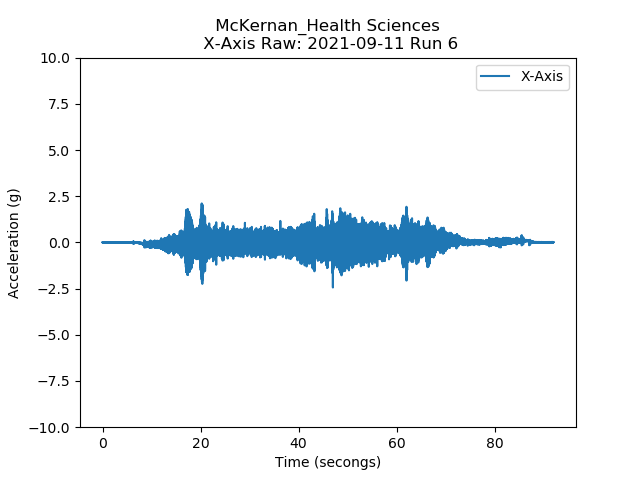 McKernan_Health Sciences
X-Axis Raw: 2021-09-11 Run 6
X-Axis
Acceleration (g)
10.0
7.5
5.0
2.5
0.0
−2.5
−5.0
−7.5
−10.0
0 20 40 60 80
Time (secongs)